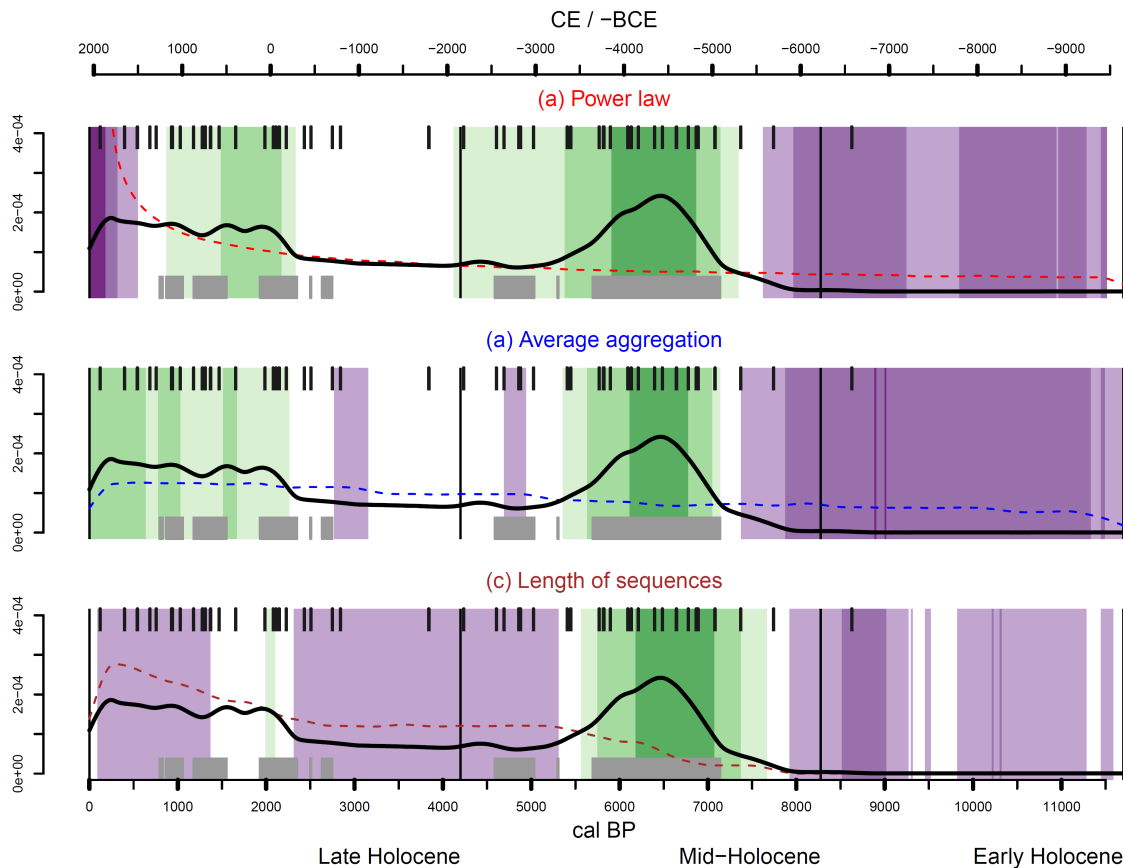 CE / −BCE
2000 1000 0 −1000 −2000 −3000 −4000 −5000 −6000 −7000 −8000 −9000
(a) Power law
4e−04
2e−04
0e+00
(a) Average aggregation
4e−04
2e−04
0e+00
(c) Length of sequences
4e−04
2e−04
0e+00
0 1000 2000 3000 4000 5000 6000 7000 8000 9000 10000 11000
cal BP
Late Holocene Mid−Holocene Early Holocene